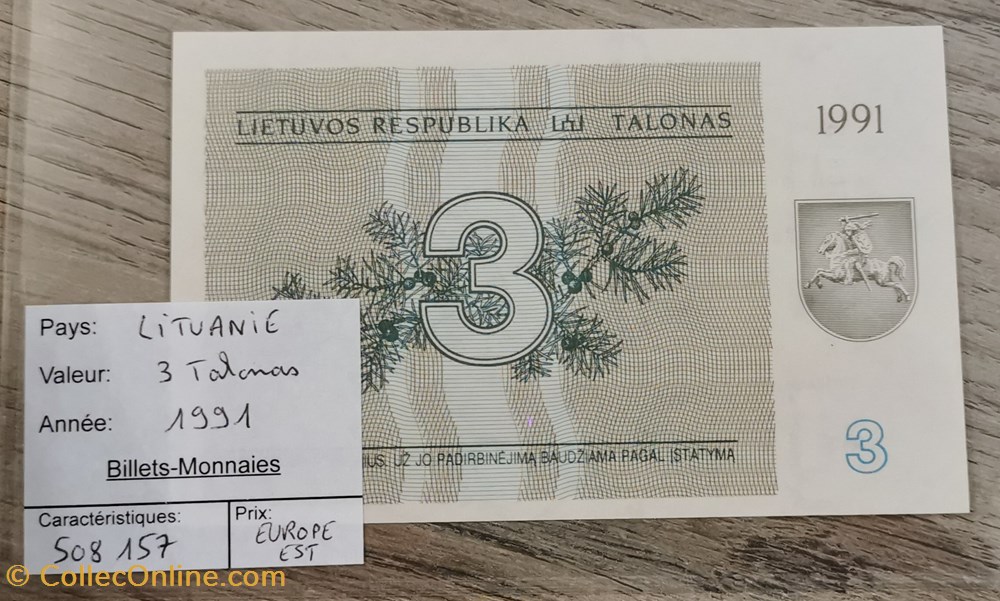 LIETUVOS RESPUBLIKA TALONAS
1991
3
3
IUS. UŽ JO PADIRBINĖJIMĄ BAUDŽIAMA PAGAL ĮSTATYMĄ
Pays: LiTUANIE
Valeur: 3 Talonas
Année: 1991
Billets-Monnaies
Caractéristiques:
508 157
Prix:
EUROPE
EST
© CollecOnline.com